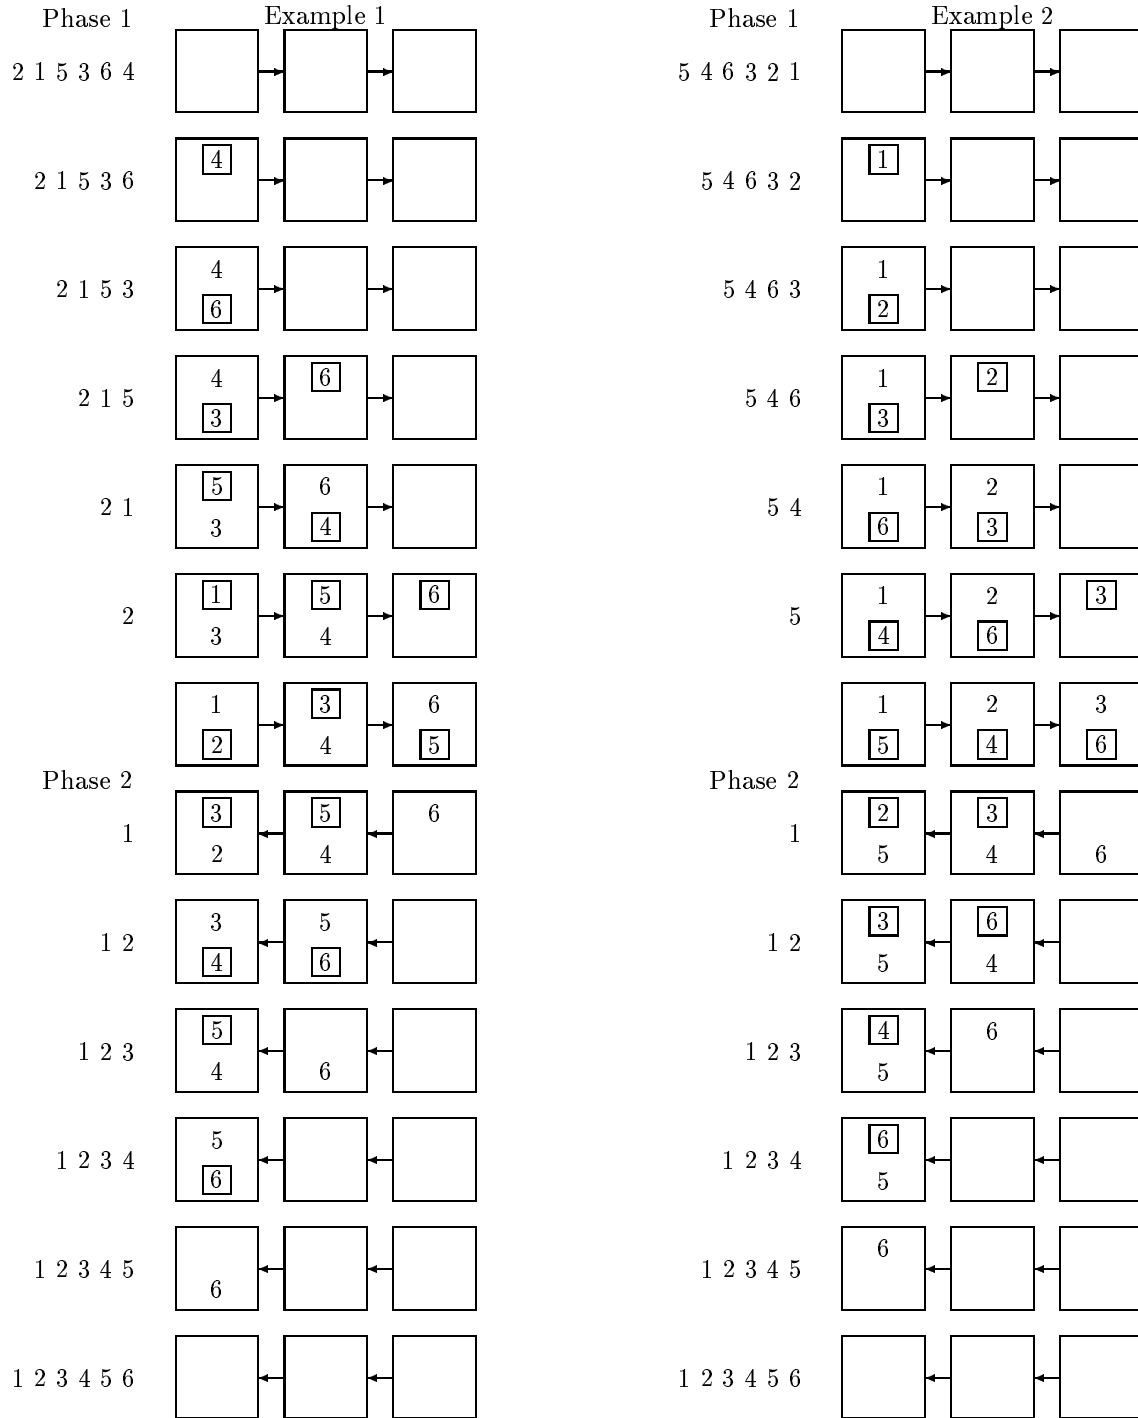 Phase 1 Example 1
2 1 5 3 6 4
2 1 5 3 6 4
2 1 5 3 4
6
2 1 5 4 6
3
2 1 5 6
3 4
2 1 5 6
3 4
1 3 6
2 4 5
Phase 2
1 3 5 6
2 4
1 2 3 5
4 6
1 2 3 5
4 6
1 2 3 4 5
6
1 2 3 4 5
6
1 2 3 4 5 6
Phase 1 Example 2
5 4 6 3 2 1
5 4 6 3 2 1
5 4 6 3 1
2
5 4 6 1 2
3
5 4 1 2
6 3
5 1 2 3
4 6
1 2 3
5 4 6
Phase 2
1 2 3
5 4 6
1 2 3 6
5 4
1 2 3 4 6
5
1 2 3 4 6
5
1 2 3 4 5 6
1 2 3 4 5 6